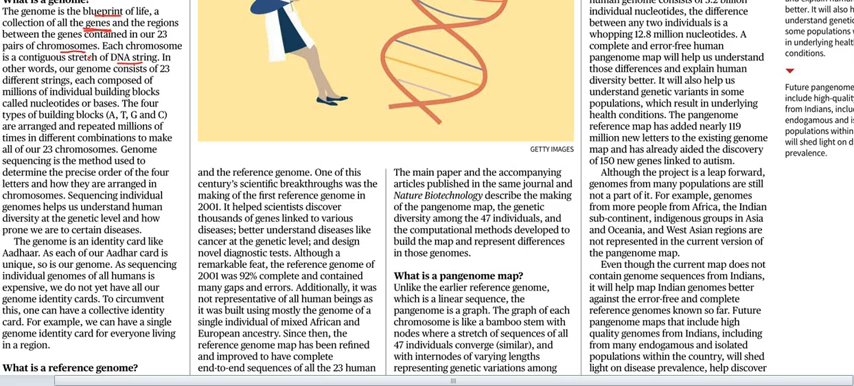 What is a genome?
The genome is the blueprint of life, a
collection of all the genes and the regions
between the genes contained in our 23
pairs of chromosomes. Each chromosome
is a contiguous stretch of DNA string. In
other words, our genome consists of 23
different strings, each composed of
millions of individual building blocks
called nucleotides or bases. The four
types of building blocks (A, T, G and C)
are arranged and repeated millions of
times in different combinations to make
all of our 23 chromosomes. Genome
sequencing is the method used to
determine the precise order of the four
letters and how they are arranged in
chromosomes. Sequencing individual
genomes helps us understand human
diversity at the genetic level and how
prone we are to certain diseases.
The genome is an identity card like
Aadhaar. As each of our Aadhar card is
unique, so is our genome. As sequencing
individual genomes of all humans is
expensive, we do not yet have all our
genome identity cards. To circumvent
this, one can have a collective identity
card. For example, we can have a single
genome identity card for everyone living
in a region.
What is a reference genome?
GETTY IMAGES
and the reference genome. One of this
century's scientific breakthroughs was the
making of the first reference genome in
2001. It helped scientists discover
thousands of genes linked to various
diseases; better understand diseases like
cancer at the genetic level; and design
novel diagnostic tests. Although a
remarkable feat, the reference genome of
2001 was 92% complete and contained
many gaps and errors. Additionally, it was
not representative of all human beings as
it was built using mostly the genome of a
single individual of mixed African and
European ancestry. Since then, the
reference genome map has been refined
and improved to have complete
end-to-end sequences of all the 23 human
The main paper and the accompanying
articles published in the same journal and
Nature Biotechnology describe the making
of the pangenome map, the genetic
diversity among the 47 individuals, and
the computational methods developed to
build the map and represent differences
in those genomes.
What is a pangenome map?
Unlike the earlier reference genome,
which is a linear sequence, the
pangenome is a graph. The graph of each
chromosome is like a bamboo stem with
nodes where a stretch of sequences of all
47 individuals converge (similar), and
with internodes of varying lengths
representing genetic variations among
human genome consists of 3.2 billion
individual nucleotides, the difference
between any two individuals is a
whopping 12.8 million nucleotides. A
complete and error-free human
pangenome map will help us understand
those differences and explain human
diversity better. It will also help us
understand genetic variants in some
populations, which result in underlying
health conditions. The pangenome
reference map has added nearly 119
million new letters to the existing genome
map and has already aided the discovery
of 150 new genes linked to autism.
Although the project is a leap forward,
genomes from many populations are still
not a part of it. For example, genomes
from more people from Africa, the Indian
sub-continent, indigenous groups in Asia
and Oceania, and West Asian regions are
not represented in the current version of
the pangenome map.
Even though the current map does not
contain genome sequences from Indians,
it will help map Indian genomes better
against the error-free and complete
reference genomes known so far. Future
pangenome maps that include high
quality genomes from Indians, including
from many endogamous and isolated
populations within the country, will shed
light on disease prevalence, help discover
better. It will also h
understand genetic
some populations w
in underlying healt
conditions.
Future pangenome
include high-quality
from Indians, includ
endogamous and is
populations within
will shed light on d
prevalence.